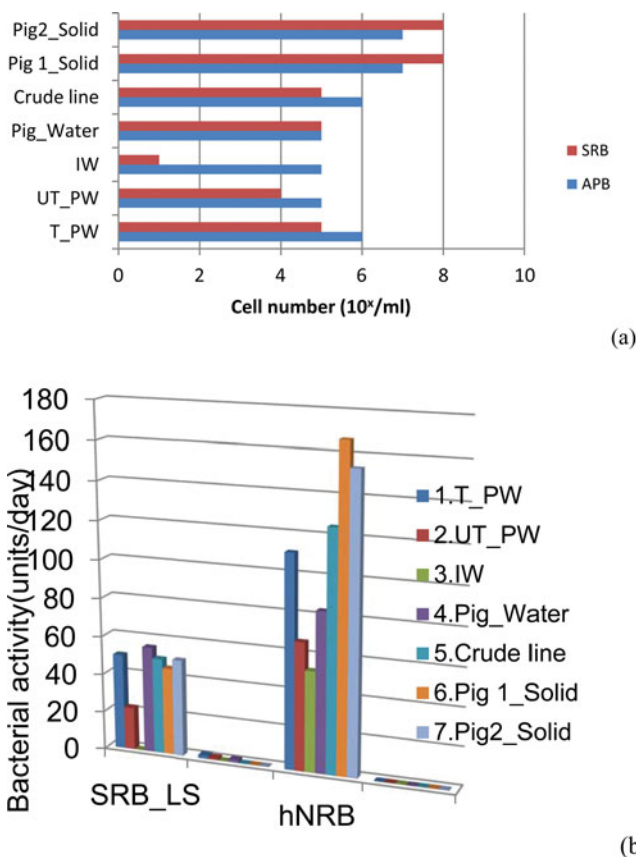 Pig2_Solid
Pig 1_Solid
Crude line
Pig_Water
IW
UT_PW
T_PW
SRB
APB
0 2 4 6 8 10
Cell number (10ˣ/ml)
(a)
Bacterial activity(units/day)
180
160
140
120
100
80
60
40
20
0
1.T_PW
2.UT_PW
3.IW
4.Pig_Water
5.Crude line
6.Pig 1_Solid
7.Pig2_Solid
SRB_LS
hNRB
(b